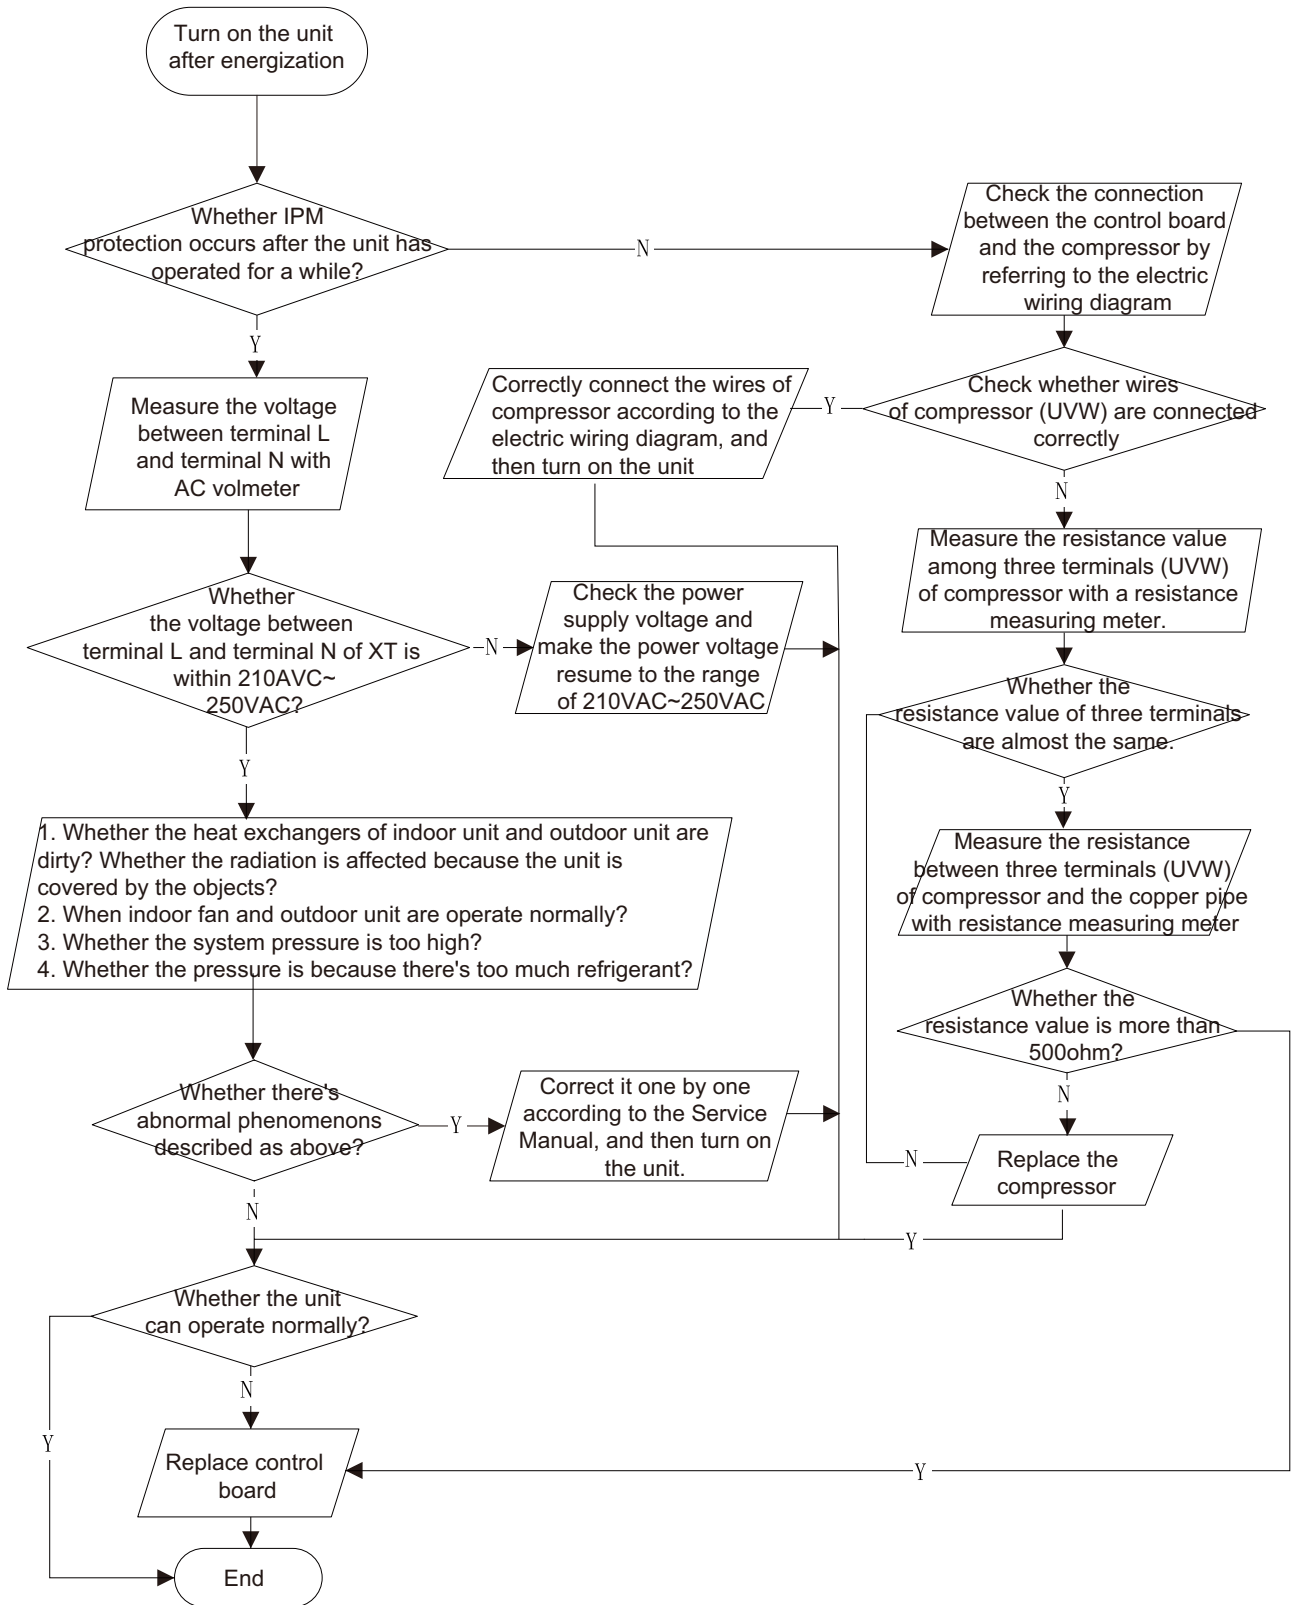 Turn on the unit
after energization
Whether IPM
protection occurs after the unit has
operated for a while?
N
Check the connection
between the control board
and the compressor by
referring to the electric
wiring diagram
Y
Measure the voltage
between terminal L
and terminal N with
AC volmeter
Correctly connect the wires of
compressor according to the
electric wiring diagram, and
then turn on the unit
Y
Check whether wires
of compressor (UVW) are connected
correctly
N
Measure the resistance value
among three terminals (UVW)
of compressor with a resistance
measuring meter.
Whether
the voltage between
terminal L and terminal N of XT is
within 210AVC~
250VAC?
N
Check the power
supply voltage and
make the power voltage
resume to the range
of 210VAC~250VAC
Whether the
resistance value of three terminals
are almost the same.
Y
Y
1. Whether the heat exchangers of indoor unit and outdoor unit are
dirty? Whether the radiation is affected because the unit is
covered by the objects?
2. When indoor fan and outdoor unit are operate normally?
3. Whether the system pressure is too high?
4. Whether the pressure is because there's too much refrigerant?
Measure the resistance
between three terminals (UVW)
of compressor and the copper pipe
with resistance measuring meter
Whether the
resistance value is more than
500ohm?
N
Whether there's
abnormal phenomenons
described as above?
Y
Correct it one by one
according to the Service
Manual, and then turn on
the unit.
N
Replace the
compressor
N
Y
Whether the unit
can operate normally?
N
Y
Replace control
board
Y
End